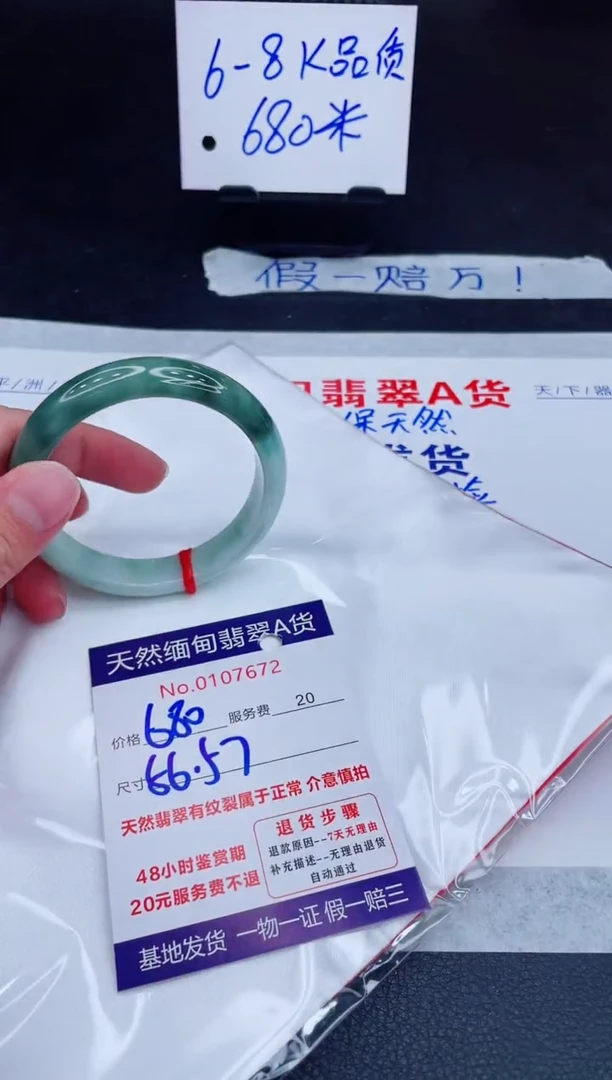 6-8K品质
680米
假一赔万！
平/洲/
翡翠A货
天/下/器
保天然
货
天然缅甸翡翠A货
No.0107672
价格 680 服务费 20
尺寸 66.57
天然翡翠有纹裂属于正常 介意慎拍
48小时鉴赏期
20元服务费不退
退货步骤
退款原因--7天无理由
补充描述--无理由退货
自动通过
基地发货 一物一证 假一赔三